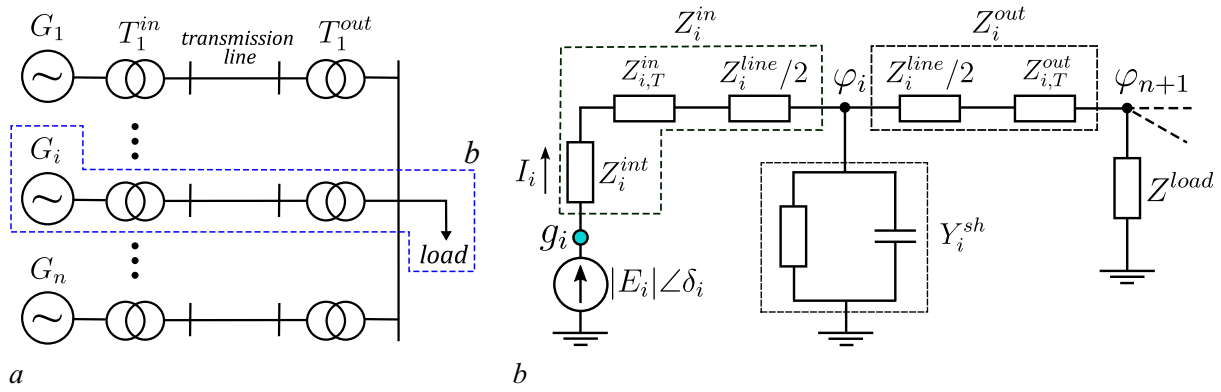 G₁
T₁ⁱⁿ
transmission
line
T₁ᵒᵘᵗ
Gᵢ
b
load
Gₙ
a
Zᵢⁱⁿ
Zᵢᵒᵘᵗ
Zᵢ,ₜⁱⁿ
Zᵢˡⁱⁿᵉ/2
φᵢ
Zᵢˡⁱⁿᵉ/2
Zᵢ,ₜᵒᵘᵗ
φₙ₊₁
Iᵢ
Zᵢⁱⁿᵗ
Zˡᵒᵃᵈ
gᵢ
Yᵢˢʰ
|Eᵢ|∠δᵢ
b